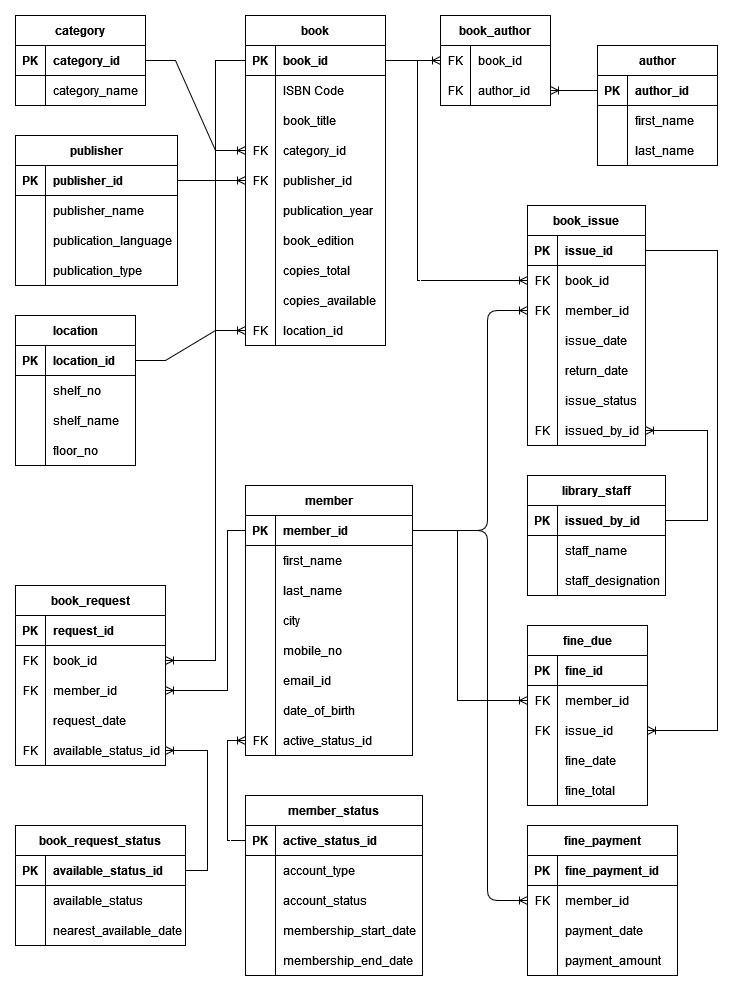 category
PK category_id
category_name
publisher
PK publisher_id
publisher_name
publication_language
publication_type
location
PK location_id
shelf_no
shelf_name
floor_no
book_request
PK request_id
FK book_id
FK member_id
request_date
FK available_status_id
book_request_status
PK available_status_id
available_status
nearest_available_date
book
PK book_id
ISBN Code
book_title
FK category_id
FK publisher_id
publication_year
book_edition
copies_total
copies_available
FK location_id
member
PK member_id
first_name
last_name
city
mobile_no
email_id
date_of_birth
FK active_status_id
member_status
PK active_status_id
account_type
account_status
membership_start_date
membership_end_date
book_author
FK book_id
FK author_id
author
PK author_id
first_name
last_name
book_issue
PK issue_id
FK book_id
FK member_id
issue_date
return_date
issue_status
FK issued_by_id
library_staff
PK issued_by_id
staff_name
staff_designation
fine_due
PK fine_id
FK member_id
FK issue_id
fine_date
fine_total
fine_payment
PK fine_payment_id
FK member_id
payment_date
payment_amount